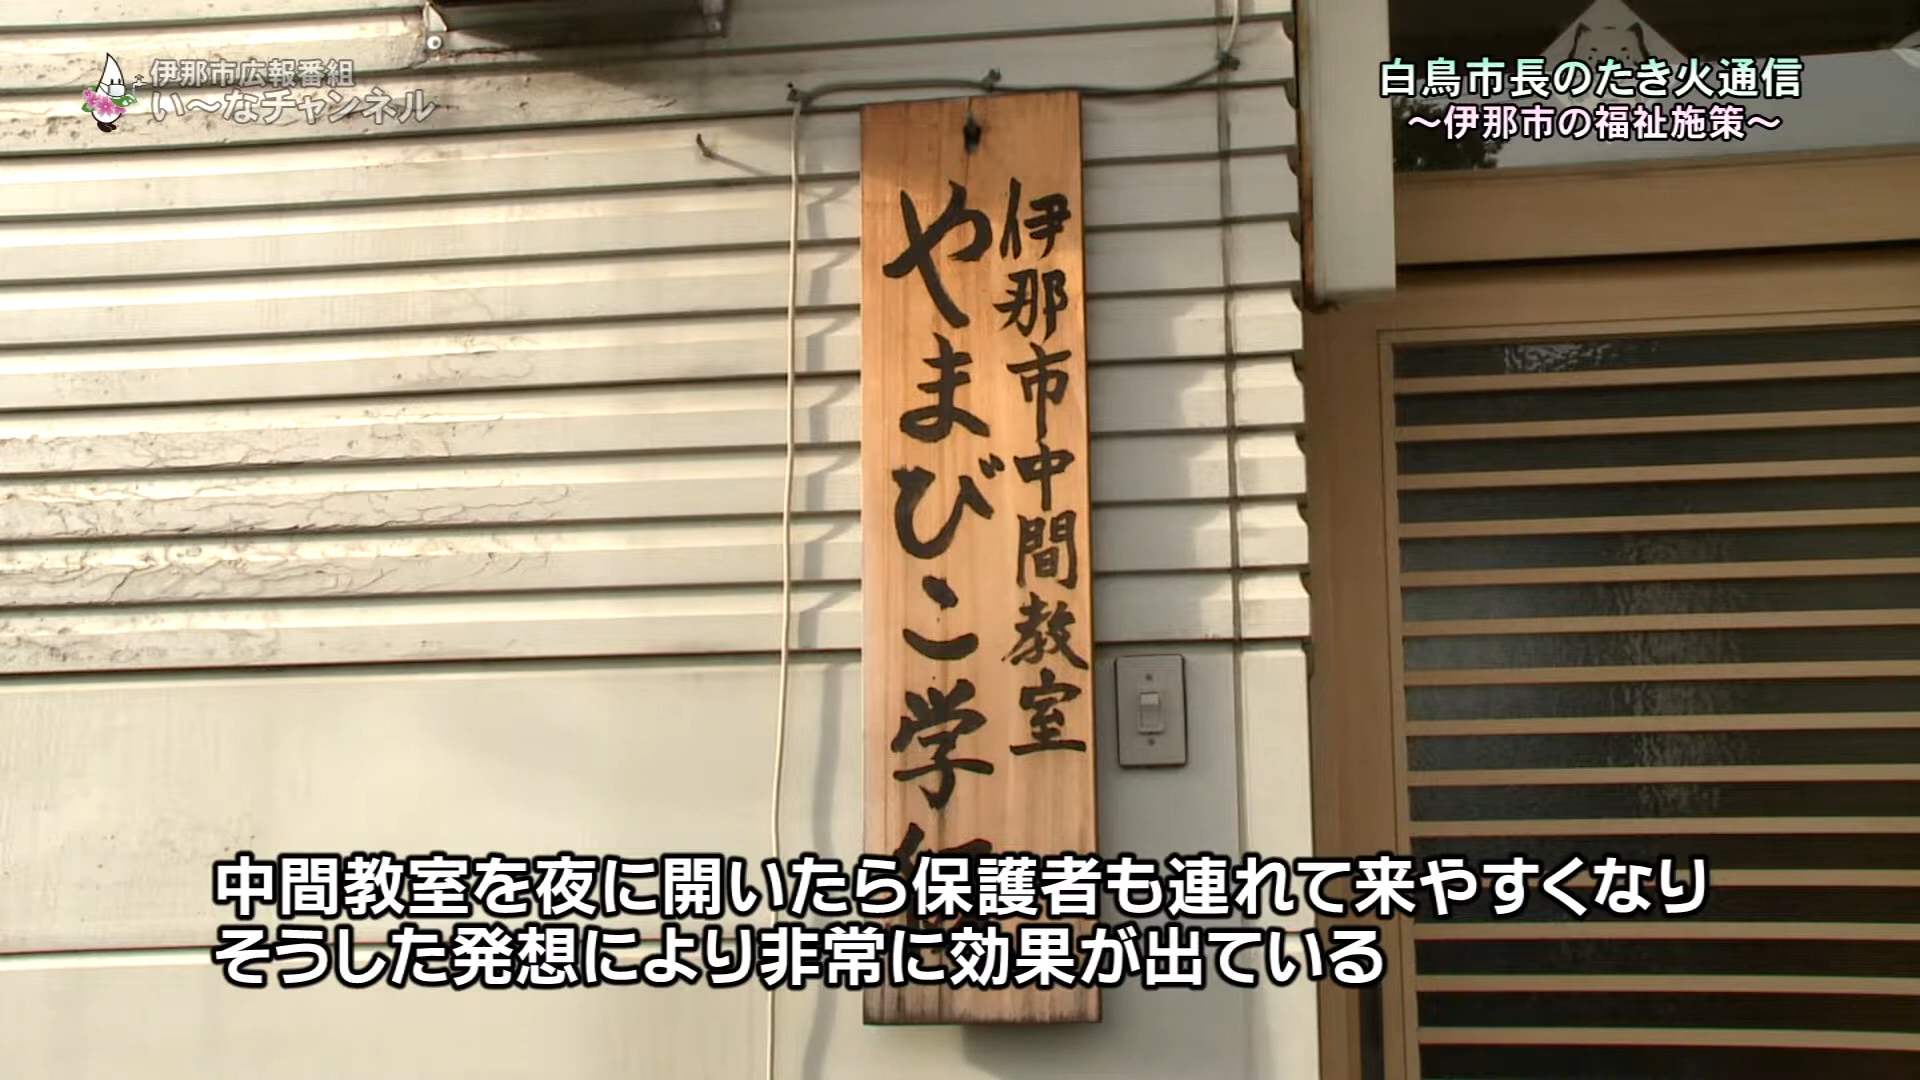 伊那市広報番組
い～なチャンネル
白鳥市長のたき火通信
～伊那市の福祉施策～
伊那市中間教室
やまびこ学
中間教室を夜に開いたら保護者も連れて来やすくなり
そうした発想により非常に効果が出ている